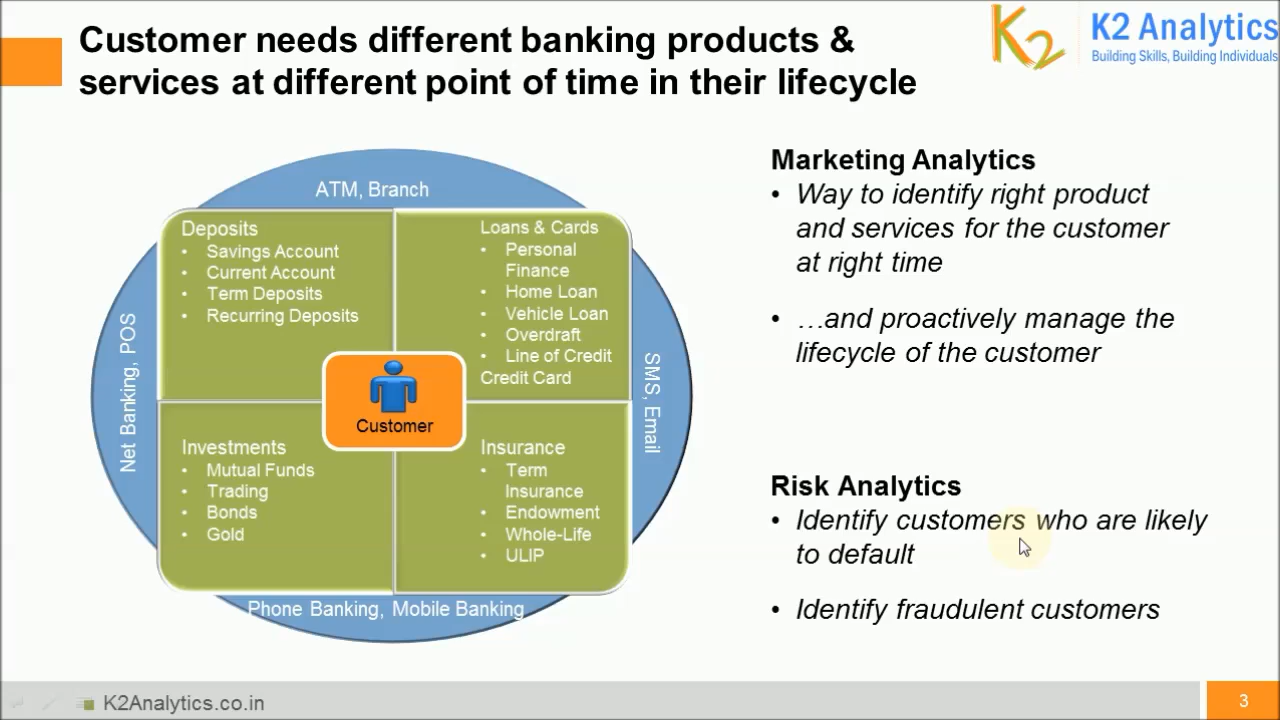 Customer needs different banking products &
services at different point of time in their lifecycle
K2
K2 Analytics
Building Skills, Building Individuals
ATM, Branch
Net Banking, POS
Deposits
• Savings Account
• Current Account
• Term Deposits
• Recurring Deposits
Loans & Cards
• Personal
Finance
• Home Loan
• Vehicle Loan
• Overdraft
• Line of Credit
Credit Card
SMS, Email
Customer
Investments
• Mutual Funds
• Trading
• Bonds
• Gold
Insurance
• Term
Insurance
• Endowment
• Whole-Life
• ULIP
Phone Banking, Mobile Banking
Marketing Analytics
• Way to identify right product
and services for the customer
at right time
• …and proactively manage the
lifecycle of the customer
Risk Analytics
• Identify customers who are likely
to default
• Identify fraudulent customers
K2Analytics.co.in
3